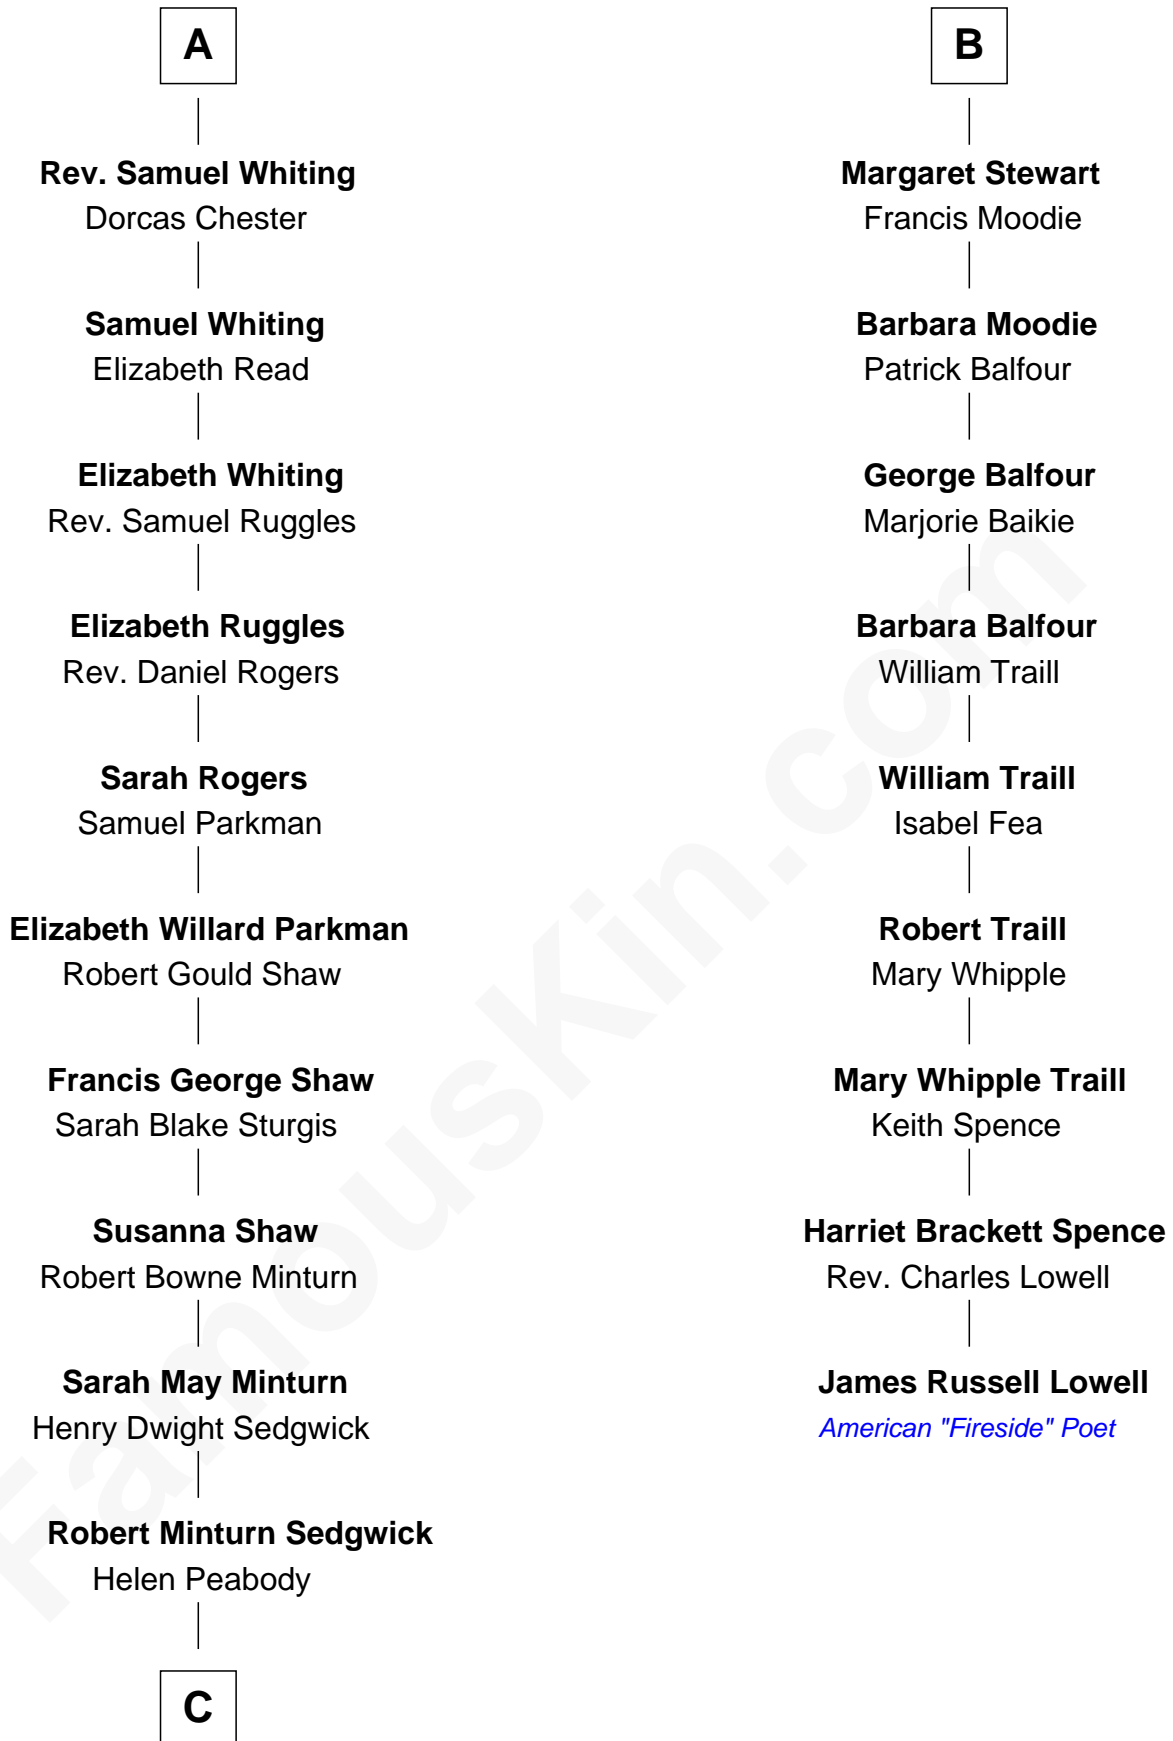 A
Rev. Samuel Whiting
Dorcas Chester
Samuel Whiting
Elizabeth Read
Elizabeth Whiting
Rev. Samuel Ruggles
Elizabeth Ruggles
Rev. Daniel Rogers
Sarah Rogers
Samuel Parkman
Elizabeth Willard Parkman
Robert Gould Shaw
Francis George Shaw
Sarah Blake Sturgis
Susanna Shaw
Robert Bowne Minturn
Sarah May Minturn
Henry Dwight Sedgwick
Robert Minturn Sedgwick
Helen Peabody
C
B
Margaret Stewart
Francis Moodie
Barbara Moodie
Patrick Balfour
George Balfour
Marjorie Baikie
Barbara Balfour
William Traill
William Traill
Isabel Fea
Robert Traill
Mary Whipple
Mary Whipple Traill
Keith Spence
Harriet Brackett Spence
Rev. Charles Lowell
James Russell Lowell
American "Fireside" Poet
FamousKin.com